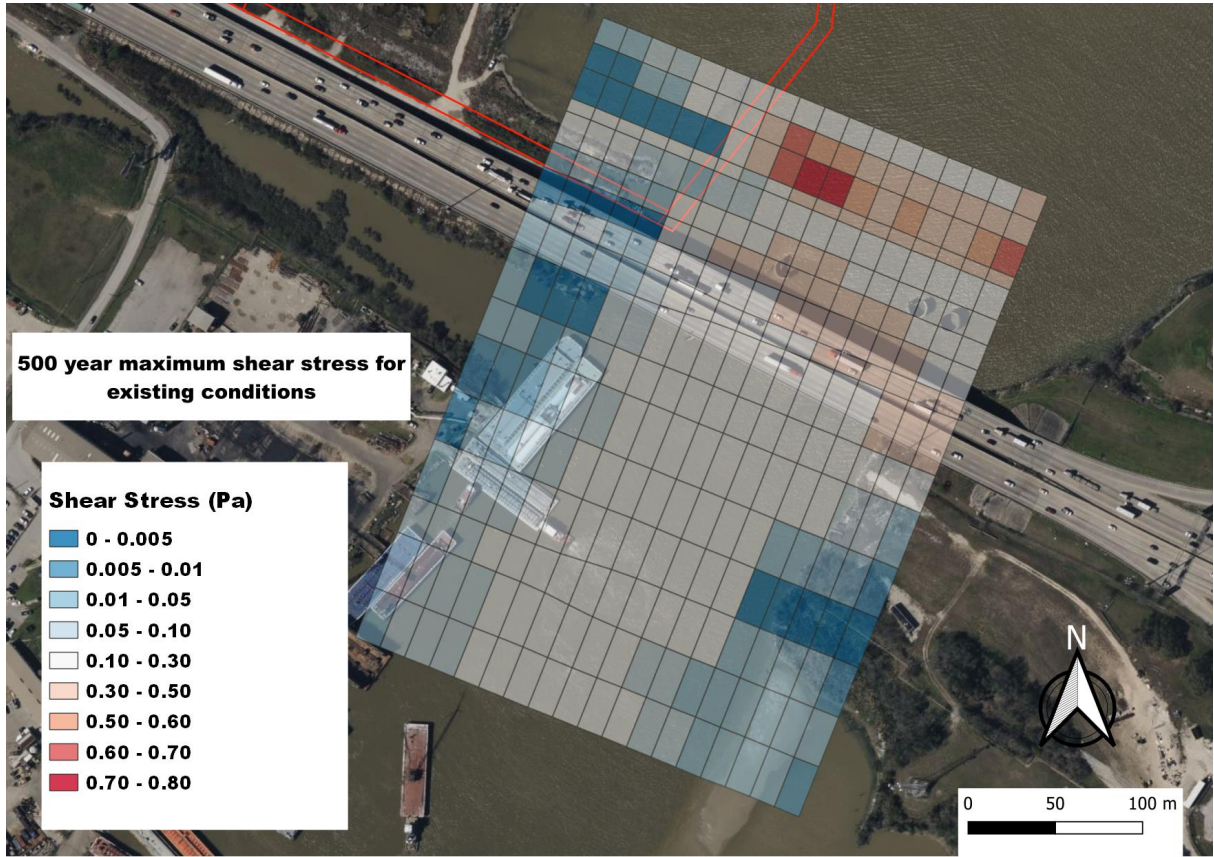 500 year maximum shear stress for
existing conditions
Shear Stress (Pa)
0 - 0.005
0.005 - 0.01
0.01 - 0.05
0.05 - 0.10
0.10 - 0.30
0.30 - 0.50
0.50 - 0.60
0.60 - 0.70
0.70 - 0.80
N
0 50 100 m